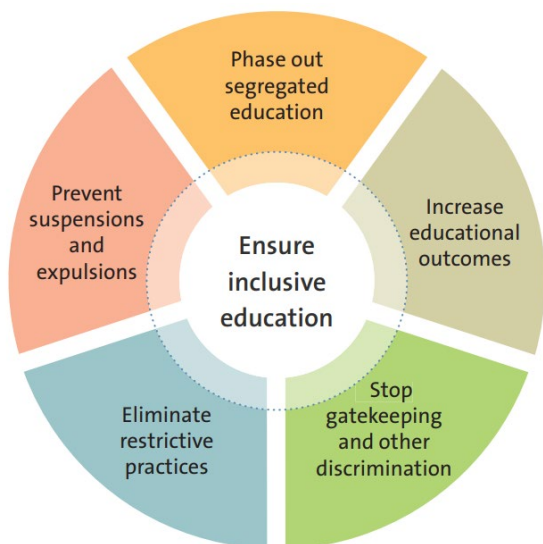 Phase out
segregated
education
Increase
educational
outcomes
Stop
gatekeeping
and other
discrimination
Eliminate
restrictive
practices
Prevent
suspensions
and
expulsions
Ensure
inclusive
education